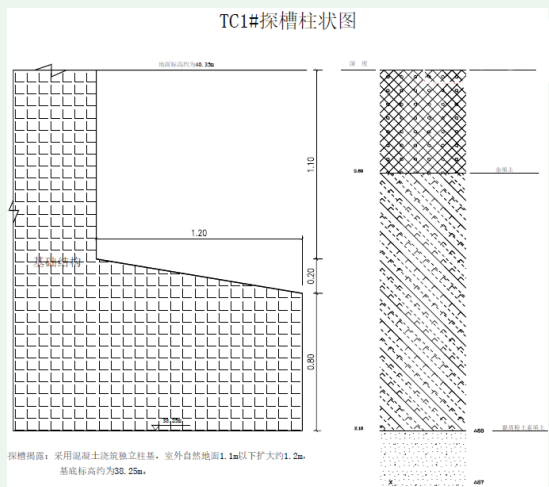 TC1#探槽柱状图
地面标高约为40.35m
深 度
1.10
杂填土
1.20
基础结构
0.20
0.80
38.25m
2.10
探槽揭露：采用混凝土浇筑独立柱基，室外自然地面1.1m以下扩大约1.2m。
基底标高约为38.25m。